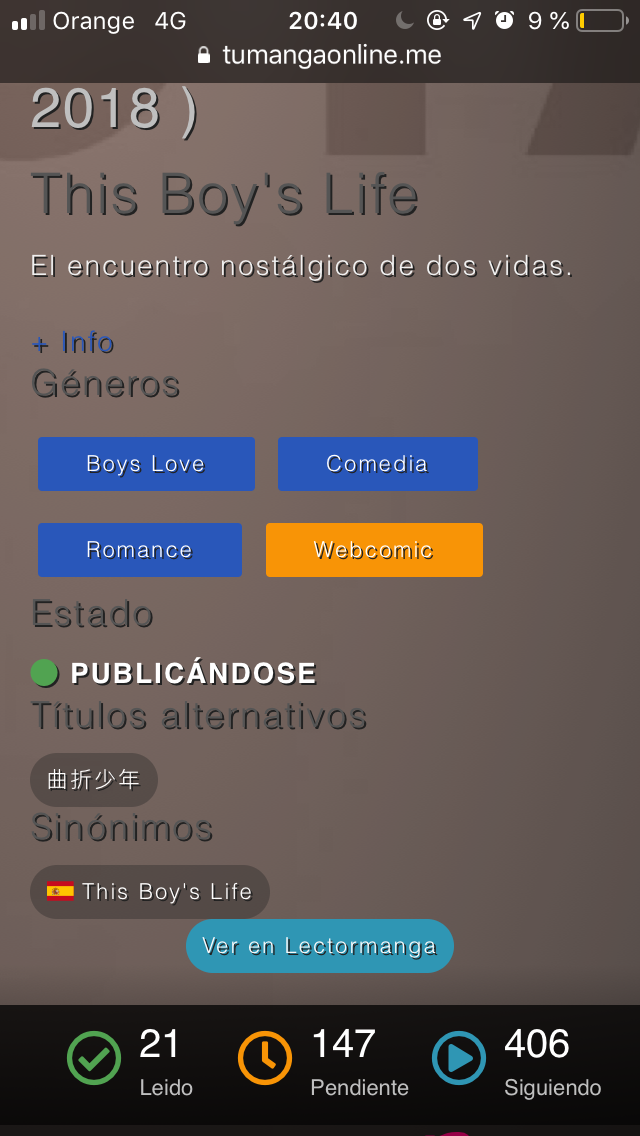 Orange 4G 20:40 9 %
tumangaonline.me
2018 )
This Boy's Life
El encuentro nostálgico de dos vidas.
+ Info
Géneros
Boys Love Comedia
Romance Webcomic
Estado
PUBLICÁNDOSE
Títulos alternativos
曲折少年
Sinónimos
This Boy's Life
Ver en Lectormanga
21 147 406
Leido Pendiente Siguiendo